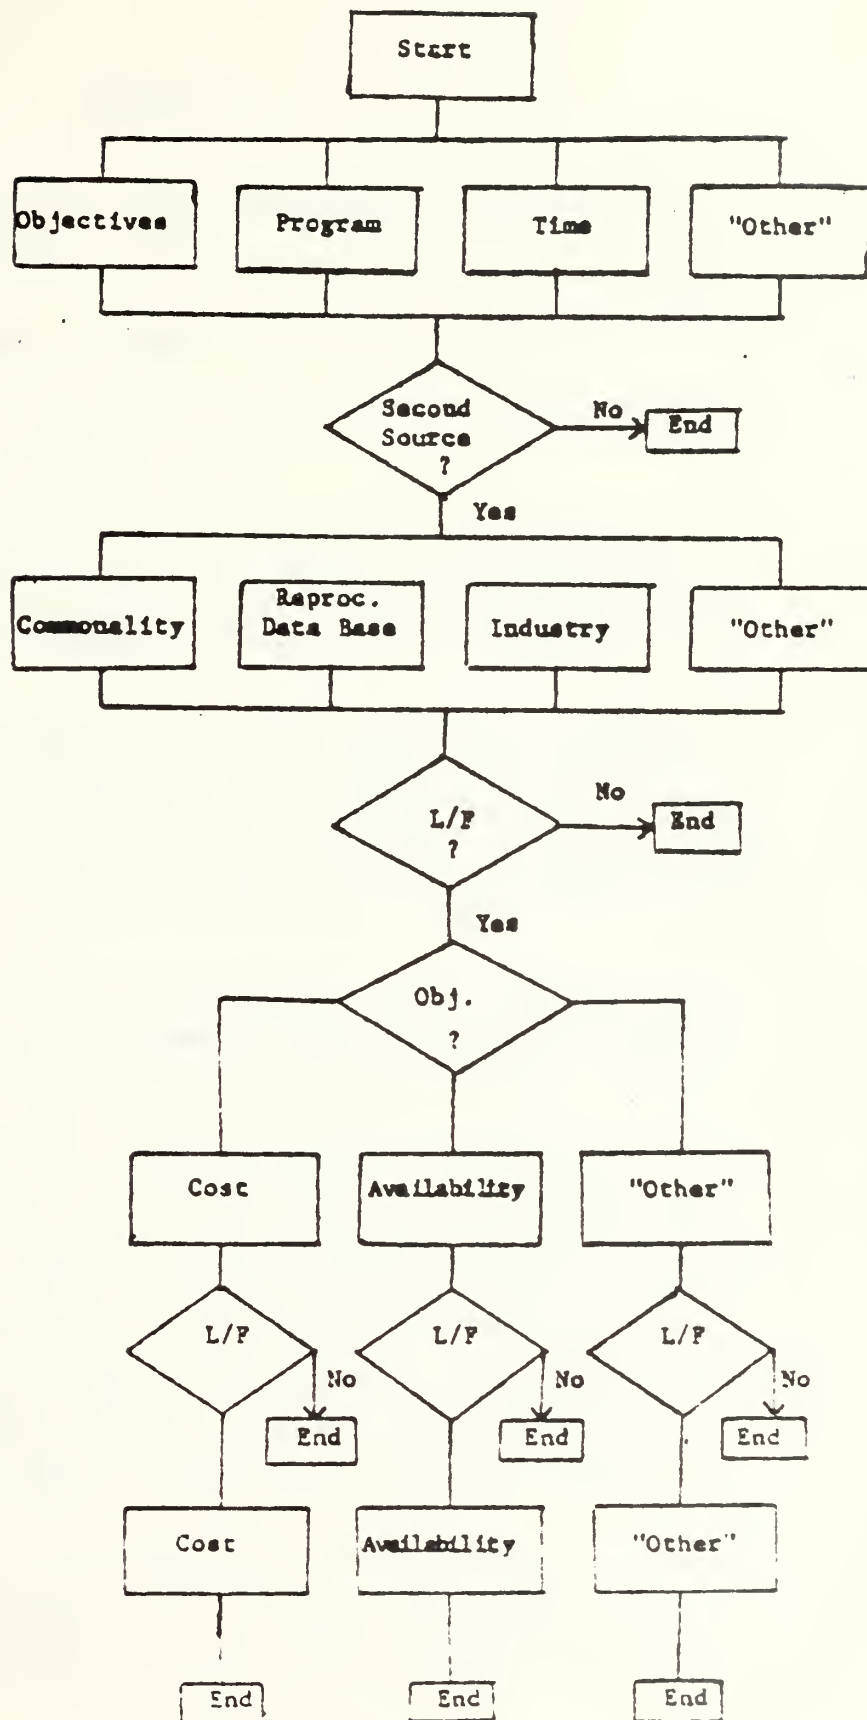 Start
Objectives
Program
Time
"Other"
Second
Source
?
No
End
Yes
Commonality
Reproc.
Data Base
Industry
"Other"
L/F
?
No
End
Yes
Obj.
?
Cost
Availability
"Other"
L/F
L/F
L/F
No
No
No
End
End
End
Cost
Availability
"Other"
End
End
End